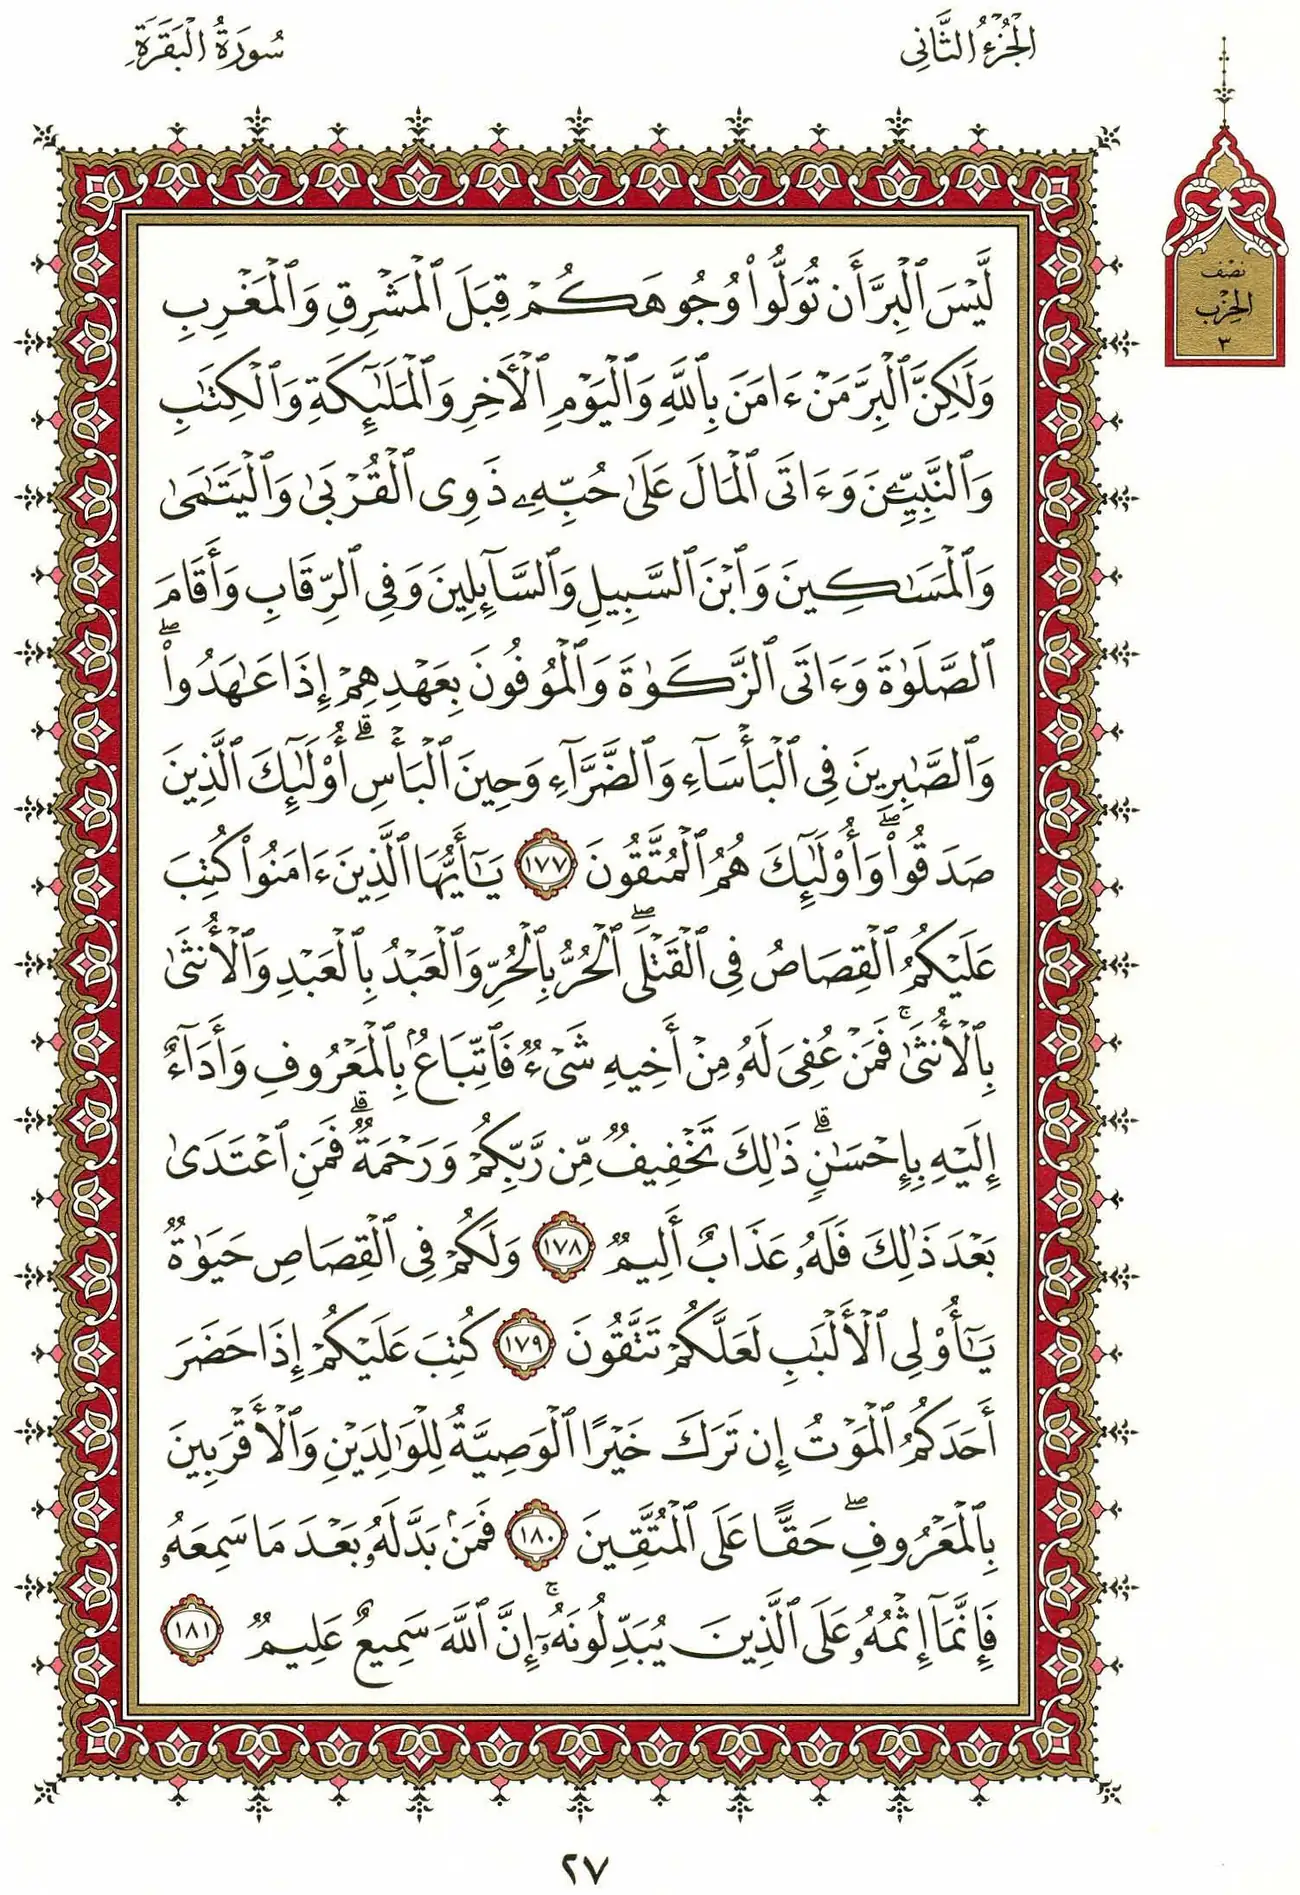 الجزء الثاني
سُورَةُ الْبَقَرَةِ
نصف
الحزب
٣
لَّيْسَ ٱلْبِرَّ أَن تُوَلُّوا۟ وُجُوهَكُمْ قِبَلَ ٱلْمَشْرِقِ وَٱلْمَغْرِبِ
وَلَٰكِنَّ ٱلْبِرَّ مَنْ ءَامَنَ بِٱللَّهِ وَٱلْيَوْمِ ٱلْأَخِرِ وَٱلْمَلَٰٓئِكَةِ وَٱلْكِتَٰبِ
وَٱلنَّبِيِّۦنَ وَءَاتَى ٱلْمَالَ عَلَىٰ حُبِّهِۦ ذَوِى ٱلْقُرْبَىٰ وَٱلْيَتَٰمَىٰ
وَٱلْمَسَٰكِينَ وَٱبْنَ ٱلسَّبِيلِ وَٱلسَّآئِلِينَ وَفِى ٱلرِّقَابِ وَأَقَامَ
ٱلصَّلَوٰةَ وَءَاتَى ٱلزَّكَوٰةَ وَٱلْمُوفُونَ بِعَهْدِهِمْ إِذَا عَٰهَدُوا۟ ۖ
وَٱلصَّٰبِرِينَ فِى ٱلْبَأْسَآءِ وَٱلضَّرَّآءِ وَحِينَ ٱلْبَأْسِ ۗ أُو۟لَٰٓئِكَ ٱلَّذِينَ
صَدَقُوا۟ ۖ وَأُو۟لَٰٓئِكَ هُمُ ٱلْمُتَّقُونَ ١٧٧ يَٰٓأَيُّهَا ٱلَّذِينَ ءَامَنُوا۟ كُتِبَ
عَلَيْكُمُ ٱلْقِصَاصُ فِى ٱلْقَتْلَى ۖ ٱلْحُرُّ بِٱلْحُرِّ وَٱلْعَبْدُ بِٱلْعَبْدِ وَٱلْأُنثَىٰ
بِٱلْأُنثَىٰ ۚ فَمَنْ عُفِىَ لَهُۥ مِنْ أَخِيهِ شَىْءٌ فَٱتِّبَاعٌۢ بِٱلْمَعْرُوفِ وَأَدَآءٌ
إِلَيْهِ بِإِحْسَٰنٍ ۗ ذَٰلِكَ تَخْفِيفٌ مِّن رَّبِّكُمْ وَرَحْمَةٌ ۗ فَمَنِ ٱعْتَدَىٰ
بَعْدَ ذَٰلِكَ فَلَهُۥ عَذَابٌ أَلِيمٌ ١٧٨ وَلَكُمْ فِى ٱلْقِصَاصِ حَيَوٰةٌ
يَٰٓأُو۟لِى ٱلْأَلْبَٰبِ لَعَلَّكُمْ تَتَّقُونَ ١٧٩ كُتِبَ عَلَيْكُمْ إِذَا حَضَرَ
أَحَدَكُمُ ٱلْمَوْتُ إِن تَرَكَ خَيْرًا ٱلْوَصِيَّةُ لِلْوَٰلِدَيْنِ وَٱلْأَقْرَبِينَ
بِٱلْمَعْرُوفِ ۖ حَقًّا عَلَى ٱلْمُتَّقِينَ ١٨٠ فَمَنۢ بَدَّلَهُۥ بَعْدَ مَا سَمِعَهُۥ
فَإِنَّمَآ إِثْمُهُۥ عَلَى ٱلَّذِينَ يُبَدِّلُونَهُۥٓ ۚ إِنَّ ٱللَّهَ سَمِيعٌ عَلِيمٌ ١٨١
٢٧